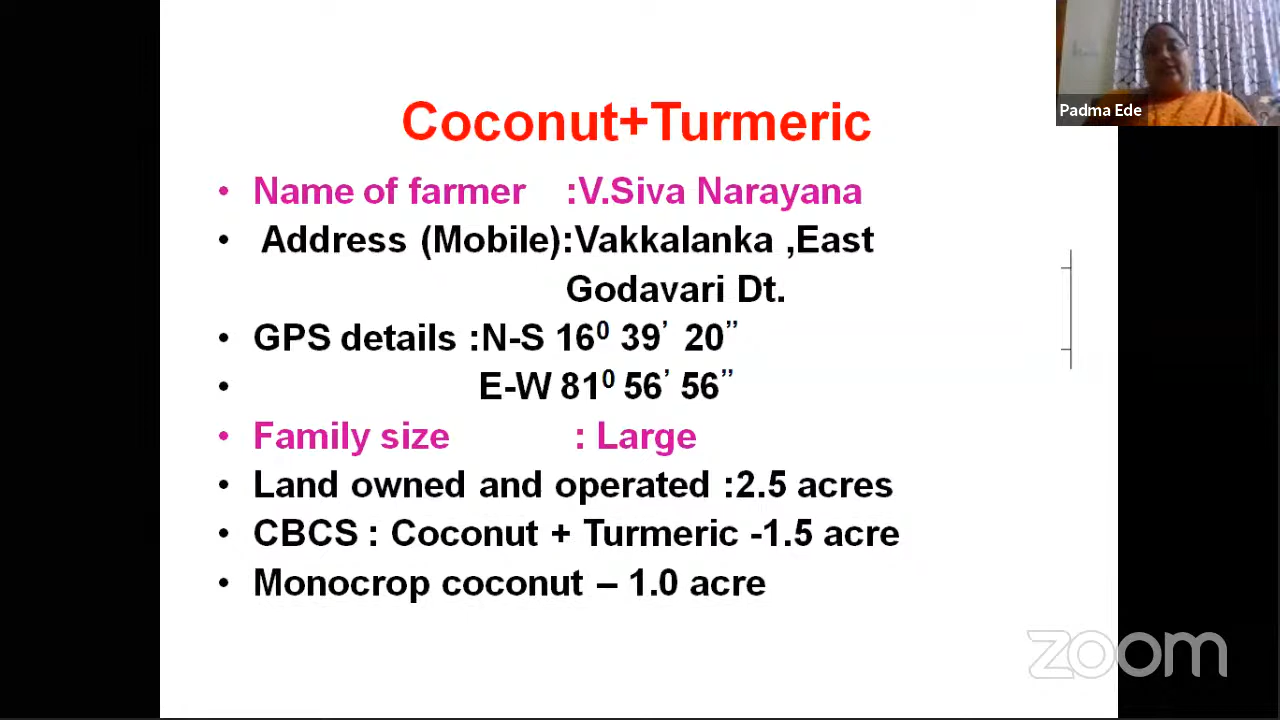 Padma Ede
Coconut+Turmeric
• Name of farmer :V.Siva Narayana
• Address (Mobile):Vakkalanka ,East
Godavari Dt.
• GPS details :N-S 16⁰ 39’ 20’’
• E-W 81⁰ 56’ 56’’
• Family size : Large
• Land owned and operated :2.5 acres
• CBCS : Coconut + Turmeric -1.5 acre
• Monocrop coconut – 1.0 acre
zoom